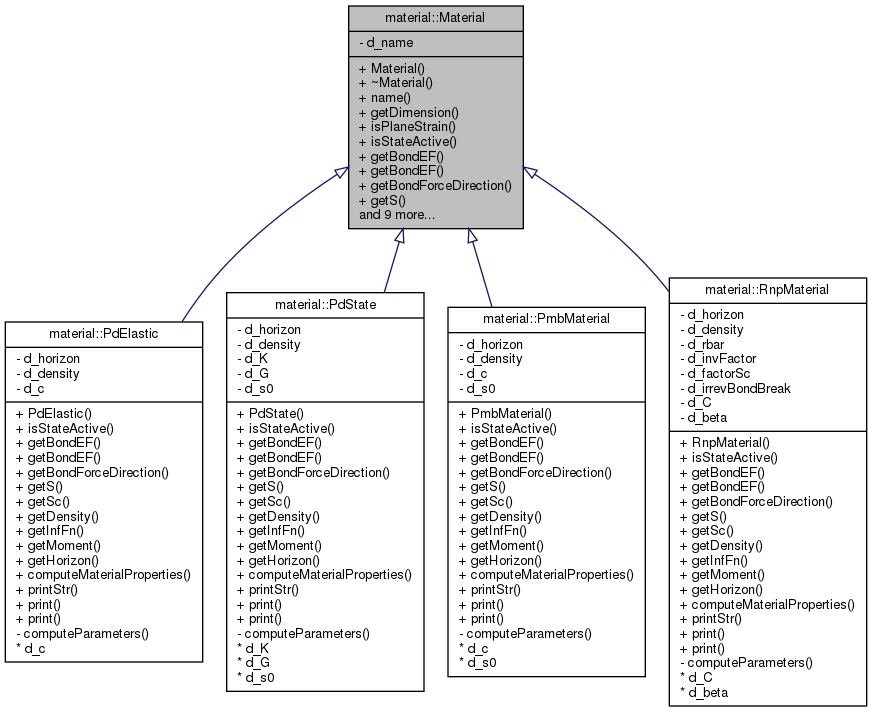 material::Material
- d_name
+ Material()
+ ~Material()
+ name()
+ getDimension()
+ isPlaneStrain()
+ isStateActive()
+ getBondEF()
+ getBondEF()
+ getBondForceDirection()
+ getS()
and 9 more...
material::PdElastic
- d_horizon
- d_density
- d_c
+ PdElastic()
+ isStateActive()
+ getBondEF()
+ getBondEF()
+ getBondForceDirection()
+ getS()
+ getSc()
+ getDensity()
+ getInfFn()
+ getMoment()
+ getHorizon()
+ computeMaterialProperties()
+ printStr()
+ print()
+ print()
- computeParameters()
* d_c
material::PdState
- d_horizon
- d_density
- d_K
- d_G
- d_s0
+ PdState()
+ isStateActive()
+ getBondEF()
+ getBondEF()
+ getBondForceDirection()
+ getS()
+ getSc()
+ getDensity()
+ getInfFn()
+ getMoment()
+ getHorizon()
+ computeMaterialProperties()
+ printStr()
+ print()
+ print()
- computeParameters()
* d_K
* d_G
* d_s0
material::PmbMaterial
- d_horizon
- d_density
- d_c
- d_s0
+ PmbMaterial()
+ isStateActive()
+ getBondEF()
+ getBondEF()
+ getBondForceDirection()
+ getS()
+ getSc()
+ getDensity()
+ getInfFn()
+ getMoment()
+ getHorizon()
+ computeMaterialProperties()
+ printStr()
+ print()
+ print()
- computeParameters()
* d_c
* d_s0
material::RnpMaterial
- d_horizon
- d_density
- d_rbar
- d_invFactor
- d_factorSc
- d_irrevBondBreak
- d_C
- d_beta
+ RnpMaterial()
+ isStateActive()
+ getBondEF()
+ getBondEF()
+ getBondForceDirection()
+ getS()
+ getSc()
+ getDensity()
+ getInfFn()
+ getMoment()
+ getHorizon()
+ computeMaterialProperties()
+ printStr()
+ print()
+ print()
- computeParameters()
* d_C
* d_beta